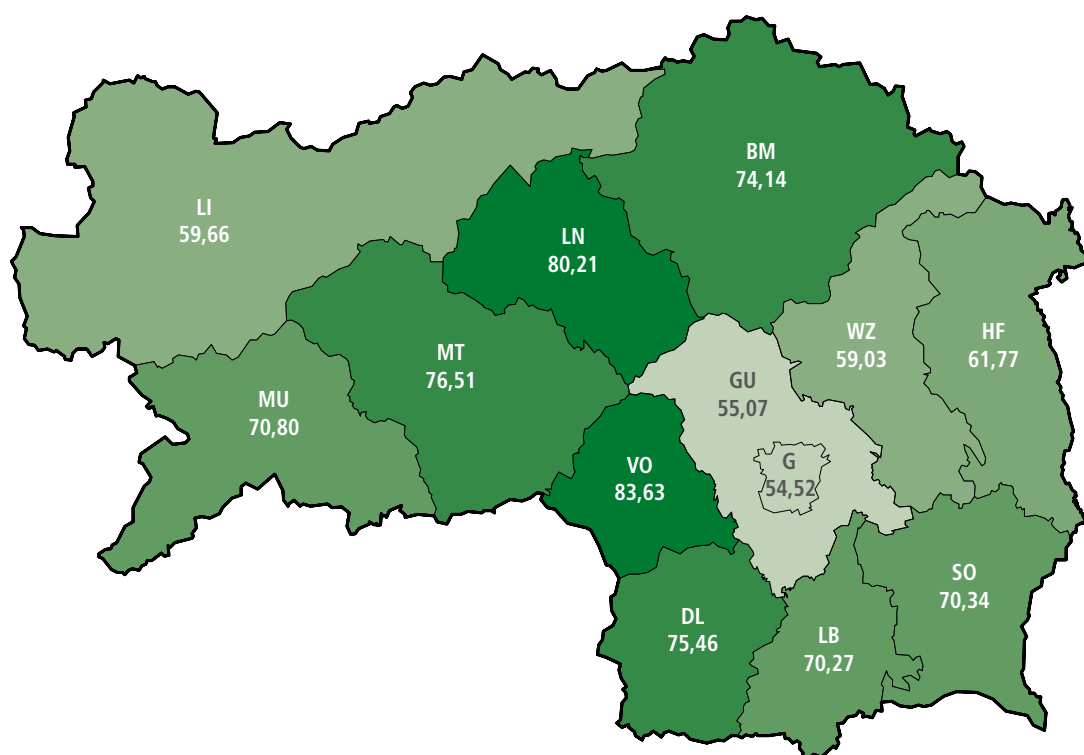 BM
74,14
LI
59,66
LN
80,21
WZ
59,03
HF
61,77
MT
76,51
GU
55,07
MU
70,80
G
54,52
VO
83,63
SO
70,34
DL
75,46
LB
70,27